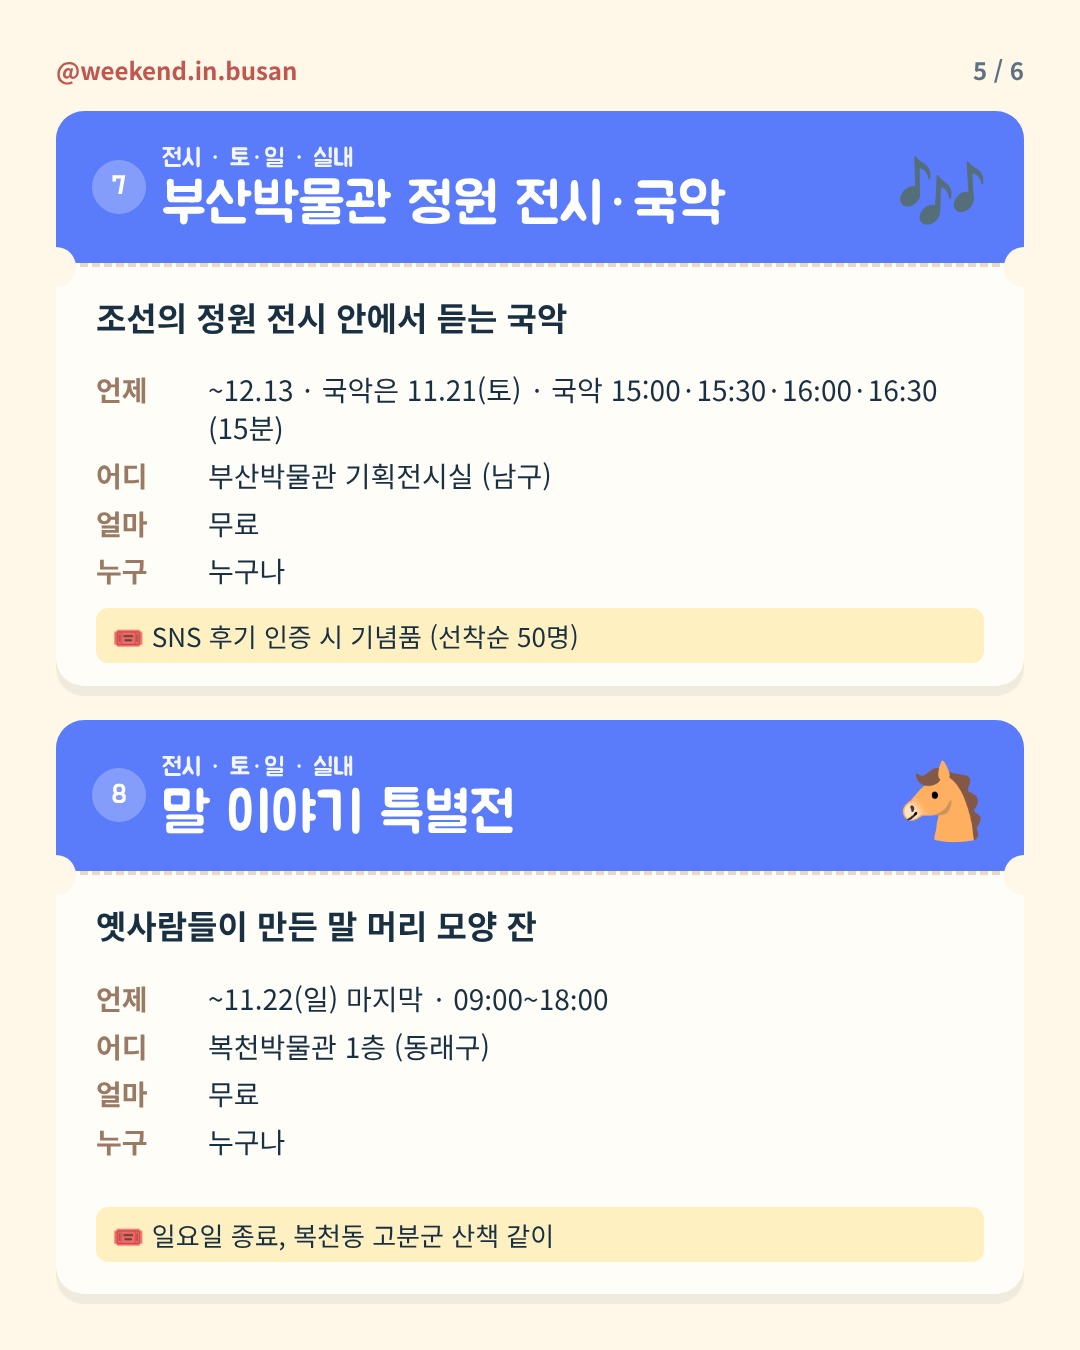 @weekend.in.busan
5 / 6
7
전시 · 토·일 · 실내
부산박물관 정원 전시·국악
조선의 정원 전시 안에서 듣는 국악
언제 ~12.13 · 국악은 11.21(토) · 국악 15:00·15:30·16:00·16:30
(15분)
어디 부산박물관 기획전시실 (남구)
얼마 무료
누구 누구나
SNS 후기 인증 시 기념품 (선착순 50명)
8
전시 · 토·일 · 실내
말 이야기 특별전
옛사람들이 만든 말 머리 모양 잔
언제 ~11.22(일) 마지막 · 09:00~18:00
어디 복천박물관 1층 (동래구)
얼마 무료
누구 누구나
일요일 종료, 복천동 고분군 산책 같이